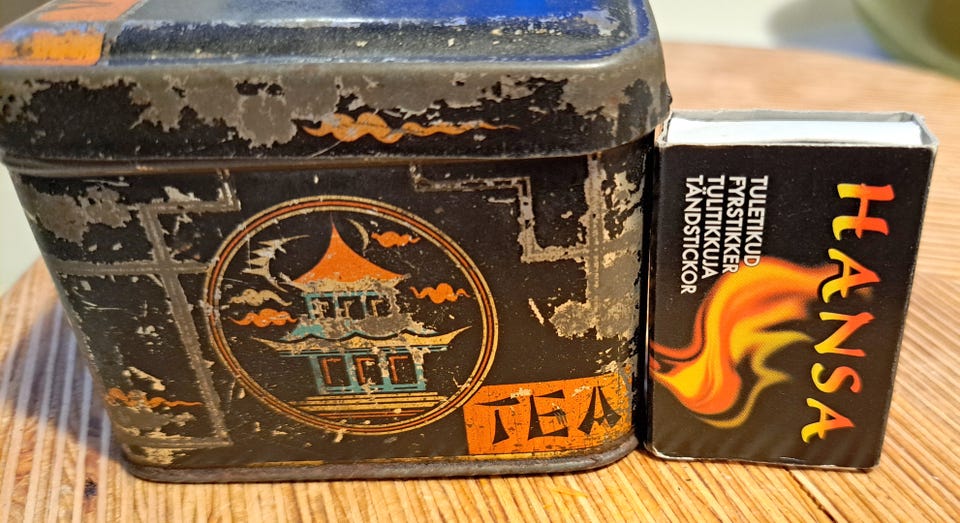 TEA
HANSA
TULETIKUD
FYRSTIKKER
TULITIKKUJA
TÄNDSTICKOR